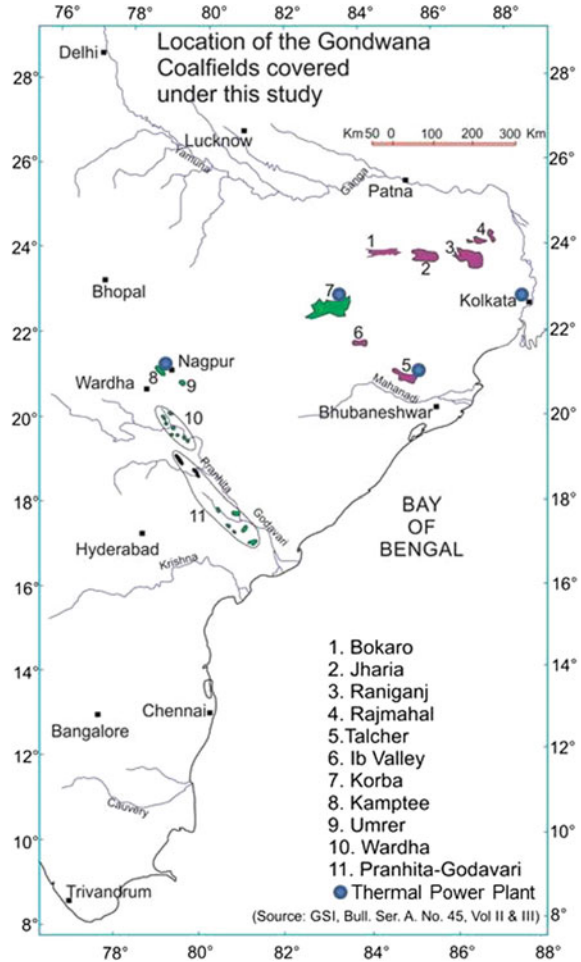 76° 78° 80° 82° 84° 86° 88°
Location of the Gondwana
Coalfields covered
under this study
Delhi
28° 28°
Km50 0 100 200 300 Km
Lucknow
Yamuna
26° 26°
Ganga
Patna
4
24° 1 3 24°
2
Bhopal
7
Kolkata
22° 22°
6
Nagpur
8
5
Wardha 9
Mahanadi
20° 10 Bhubaneshwar 20°
Pranhita
18° 11 Godavari 18°
BAY
OF
BENGAL
Hyderabad
Krishna
16° 16°
1. Bokaro
2. Jharia
14° 14°
3. Raniganj
Chennai
4. Rajmahal
Bangalore
5.Talcher
12° 12°
6. Ib Valley
7. Korba
8. Kamptee
Cauvery
9. Umrer
10° 10°
10. Wardha
11. Pranhita-Godavari
Trivandrum
Thermal Power Plant
(Source: GSI, Bull. Ser. A. No. 45, Vol II & III)
8° 8°
78° 80° 82° 84° 86° 88°